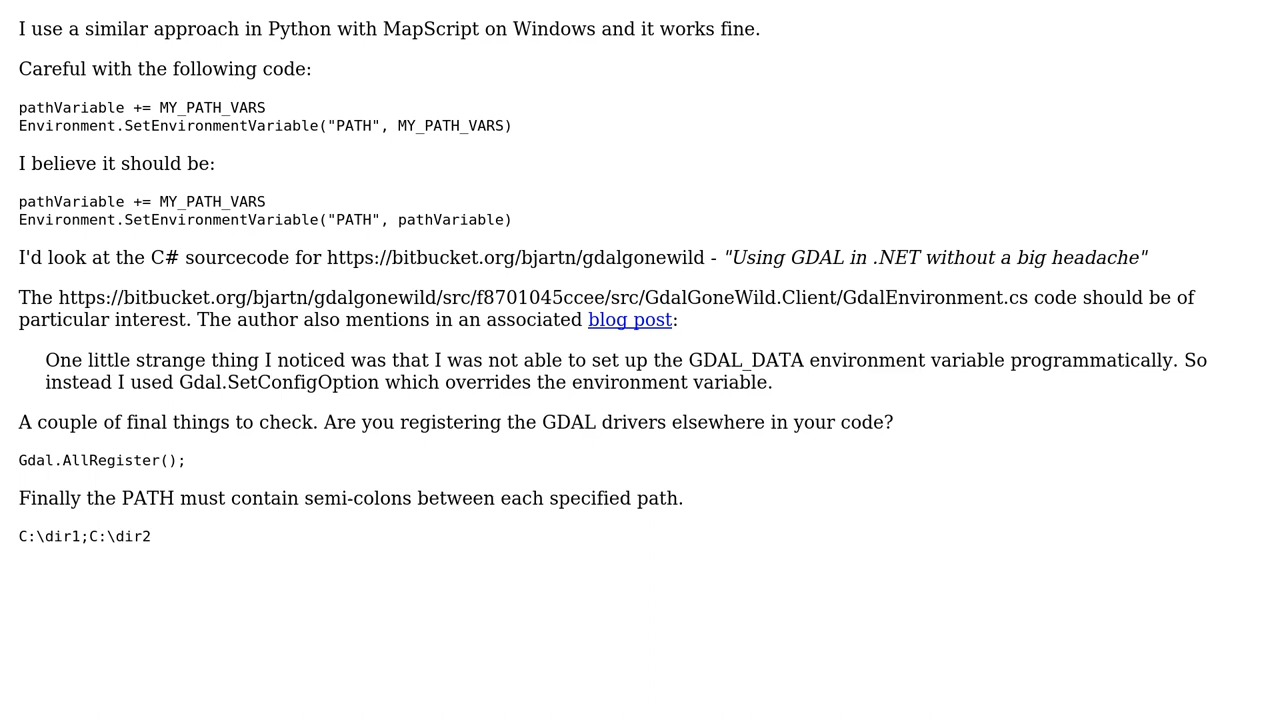 I use a similar approach in Python with MapScript on Windows and it works fine.
Careful with the following code:
pathVariable += MY_PATH_VARS
Environment.SetEnvironmentVariable("PATH", MY_PATH_VARS)
I believe it should be:
pathVariable += MY_PATH_VARS
Environment.SetEnvironmentVariable("PATH", pathVariable)
I'd look at the C# sourcecode for https://bitbucket.org/bjartn/gdalgonewild - "Using GDAL in .NET without a big headache"
The https://bitbucket.org/bjartn/gdalgonewild/src/f8701045ccee/src/GdalGoneWild.Client/GdalEnvironment.cs code should be of
particular interest. The author also mentions in an associated blog post:
One little strange thing I noticed was that I was not able to set up the GDAL_DATA environment variable programmatically. So
instead I used Gdal.SetConfigOption which overrides the environment variable.
A couple of final things to check. Are you registering the GDAL drivers elsewhere in your code?
Gdal.AllRegister();
Finally the PATH must contain semi-colons between each specified path.
C:\dir1;C:\dir2